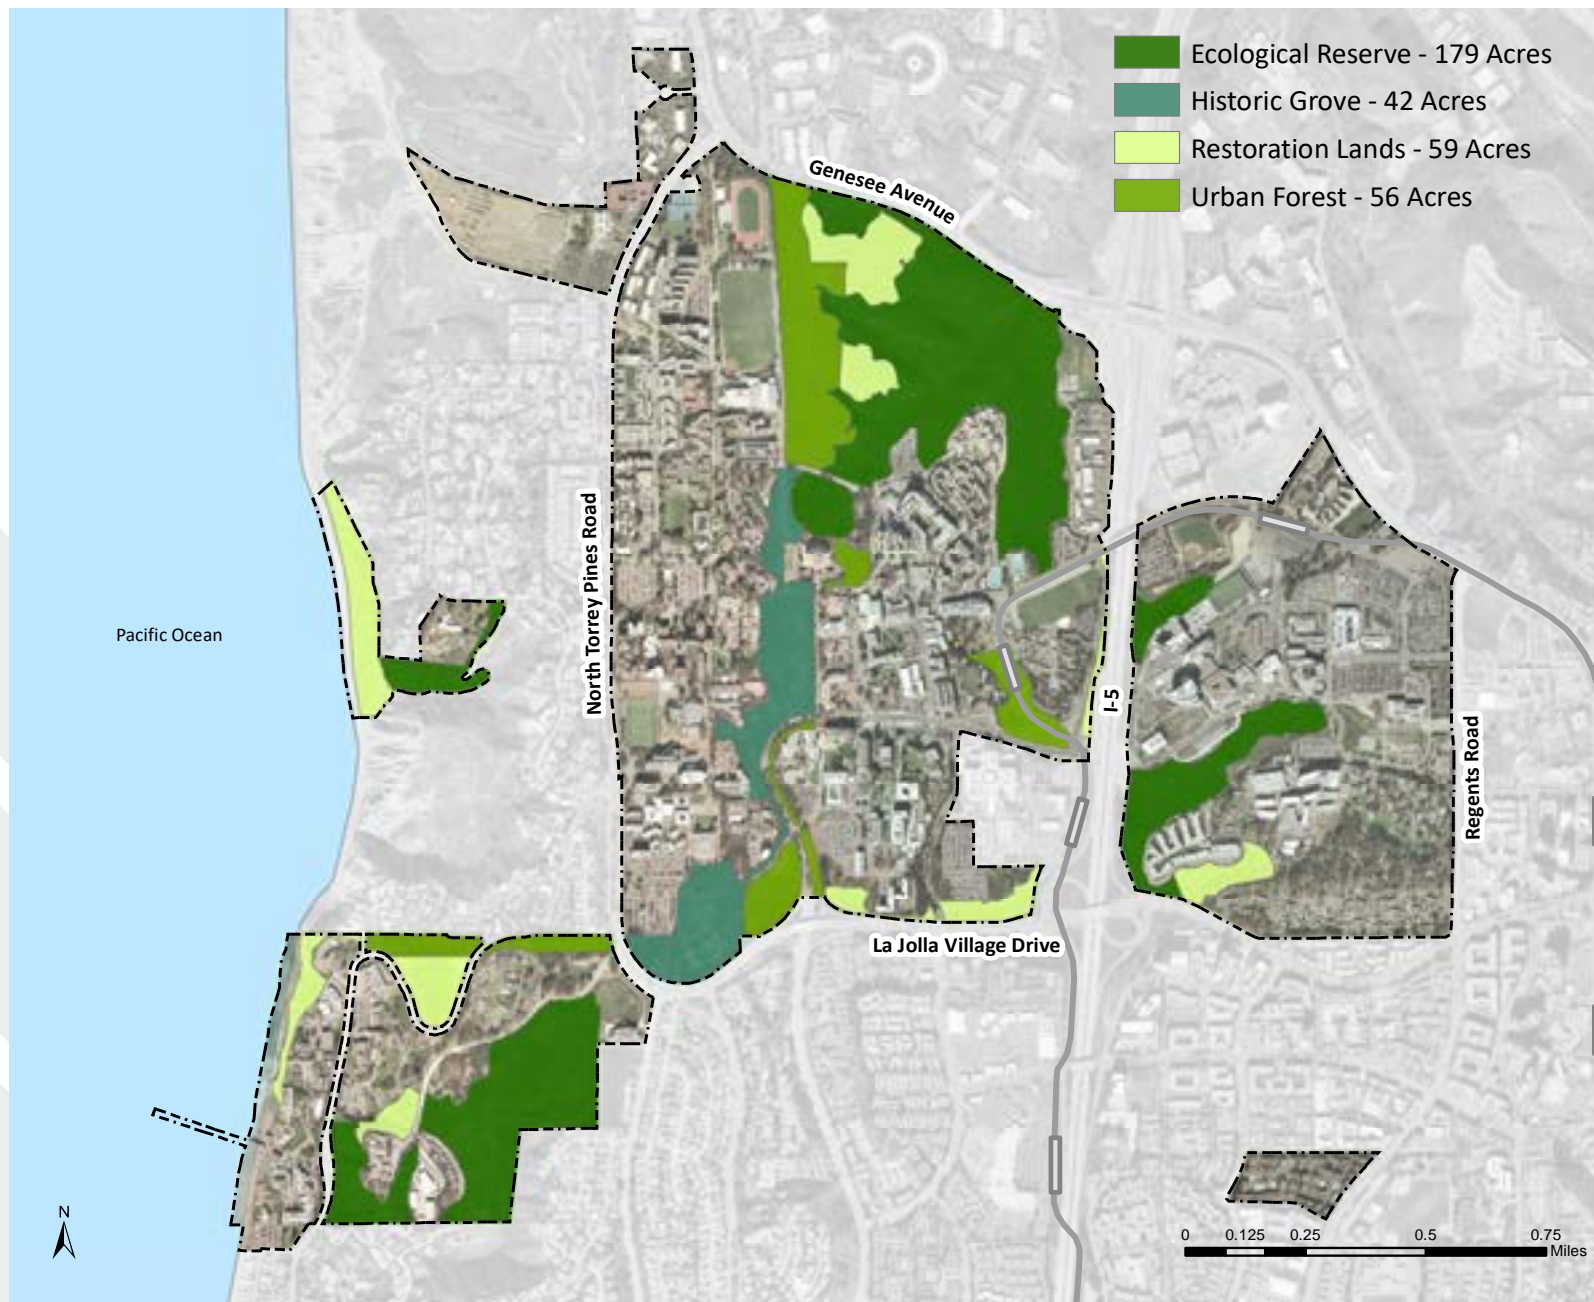 Ecological Reserve - 179 Acres
Historic Grove - 42 Acres
Restoration Lands - 59 Acres
Urban Forest - 56 Acres
Genesee Avenue
North Torrey Pines Road
Pacific Ocean
I-5
Regents Road
La Jolla Village Drive
N
0 0.125 0.25 0.5 0.75
Miles